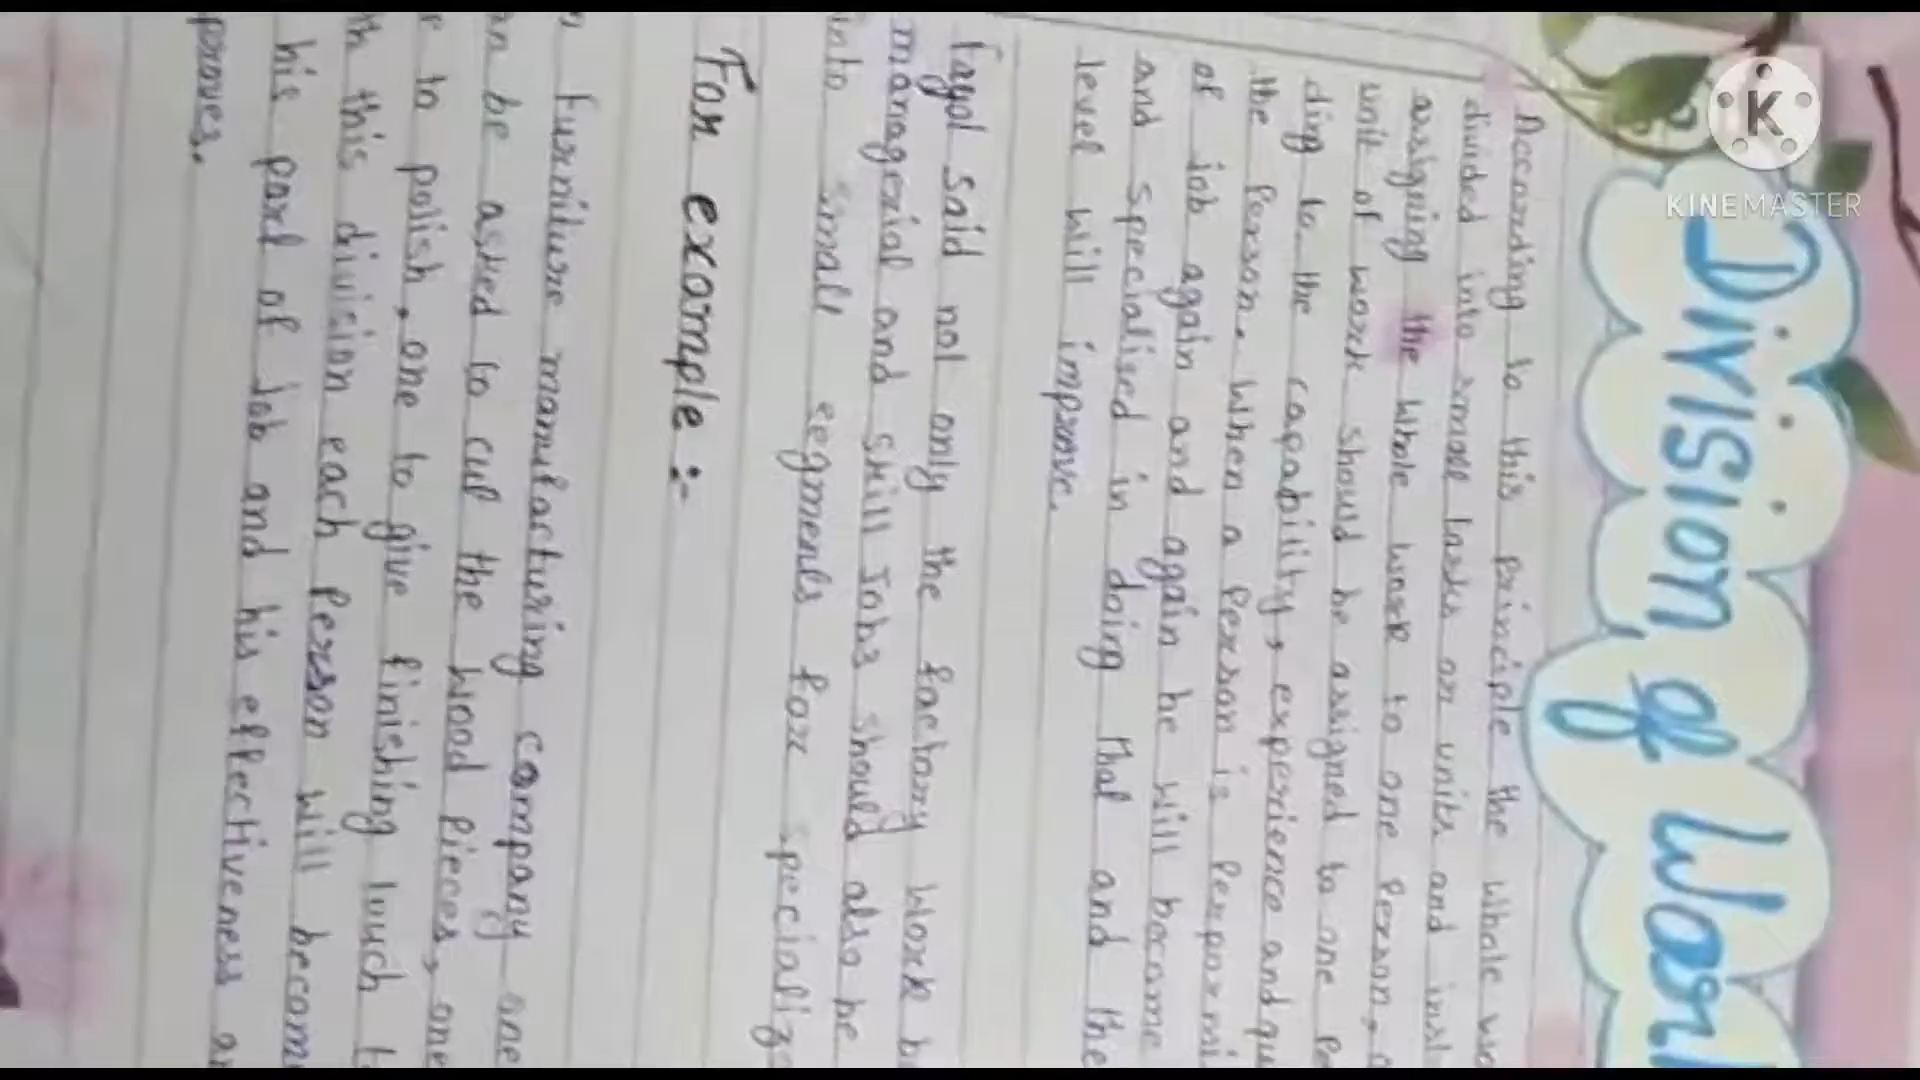 Division of Wor
According to this principle the whole wo
divided into small tasks or units and inst
assigning the whole work to one Person, o
unit of work should be assigned to one Pe
ding to the capability, experience and qu
the Person. When a Person is Performi
of job again and again he will become
and specialised in doing that and the
level will improve.
Fayol said not only the factory work b
managerial and skill Jobs should also be
into small segments for specializ
For example :-
furniture manufacturing company one
an be asked to cut the wood Pieces, one
r to polish, one to give finishing touch t
th this division each Person will becom
his part of Job and his effectiveness an
proves.
K
KINEMASTER